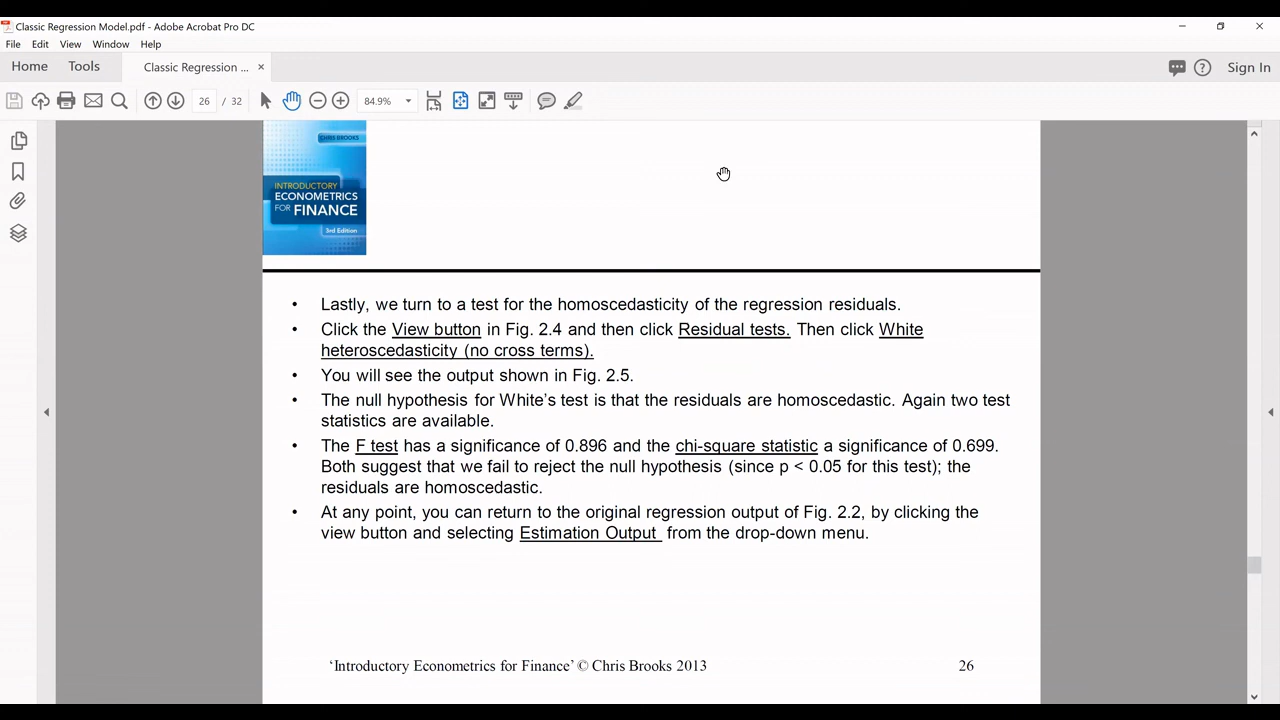 Classic Regression Model.pdf - Adobe Acrobat Pro DC
File Edit View Window Help
Home Tools Classic Regression ... × Sign In
26 / 32 84.9%
CHRIS BROOKS
INTRODUCTORY
ECONOMETRICS
FOR FINANCE
3rd Edition
• Lastly, we turn to a test for the homoscedasticity of the regression residuals.
• Click the View button in Fig. 2.4 and then click Residual tests. Then click White
heteroscedasticity (no cross terms).
• You will see the output shown in Fig. 2.5.
• The null hypothesis for White's test is that the residuals are homoscedastic. Again two test
statistics are available.
• The F test has a significance of 0.896 and the chi-square statistic a significance of 0.699.
Both suggest that we fail to reject the null hypothesis (since p < 0.05 for this test); the
residuals are homoscedastic.
• At any point, you can return to the original regression output of Fig. 2.2, by clicking the
view button and selecting Estimation Output from the drop-down menu.
‘Introductory Econometrics for Finance’ © Chris Brooks 2013 26